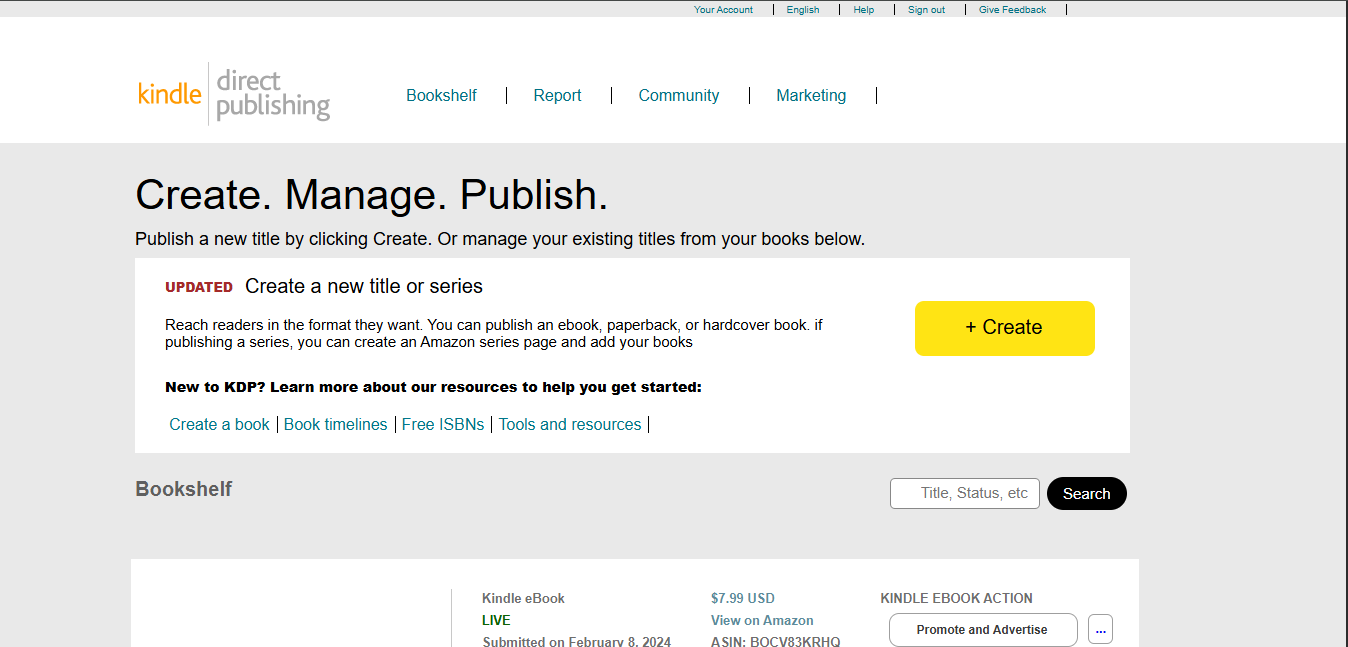 Your Account | English | Help | Sign out | Give Feedback |
kindle direct publishing
Bookshelf | Report | Community | Marketing |
Create. Manage. Publish.
Publish a new title by clicking Create. Or manage your existing titles from your books below.
UPDATED Create a new title or series
Reach readers in the format they want. You can publish an ebook, paperback, or hardcover book. if
publishing a series, you can create an Amazon series page and add your books
+ Create
New to KDP? Learn more about our resources to help you get started:
Create a book | Book timelines | Free ISBNs | Tools and resources |
Bookshelf
Title, Status, etc
Search
Kindle eBook
LIVE
Submitted on February 8, 2024
$7.99 USD
View on Amazon
ASIN: BOCV83KRHQ
KINDLE EBOOK ACTION
Promote and Advertise
...